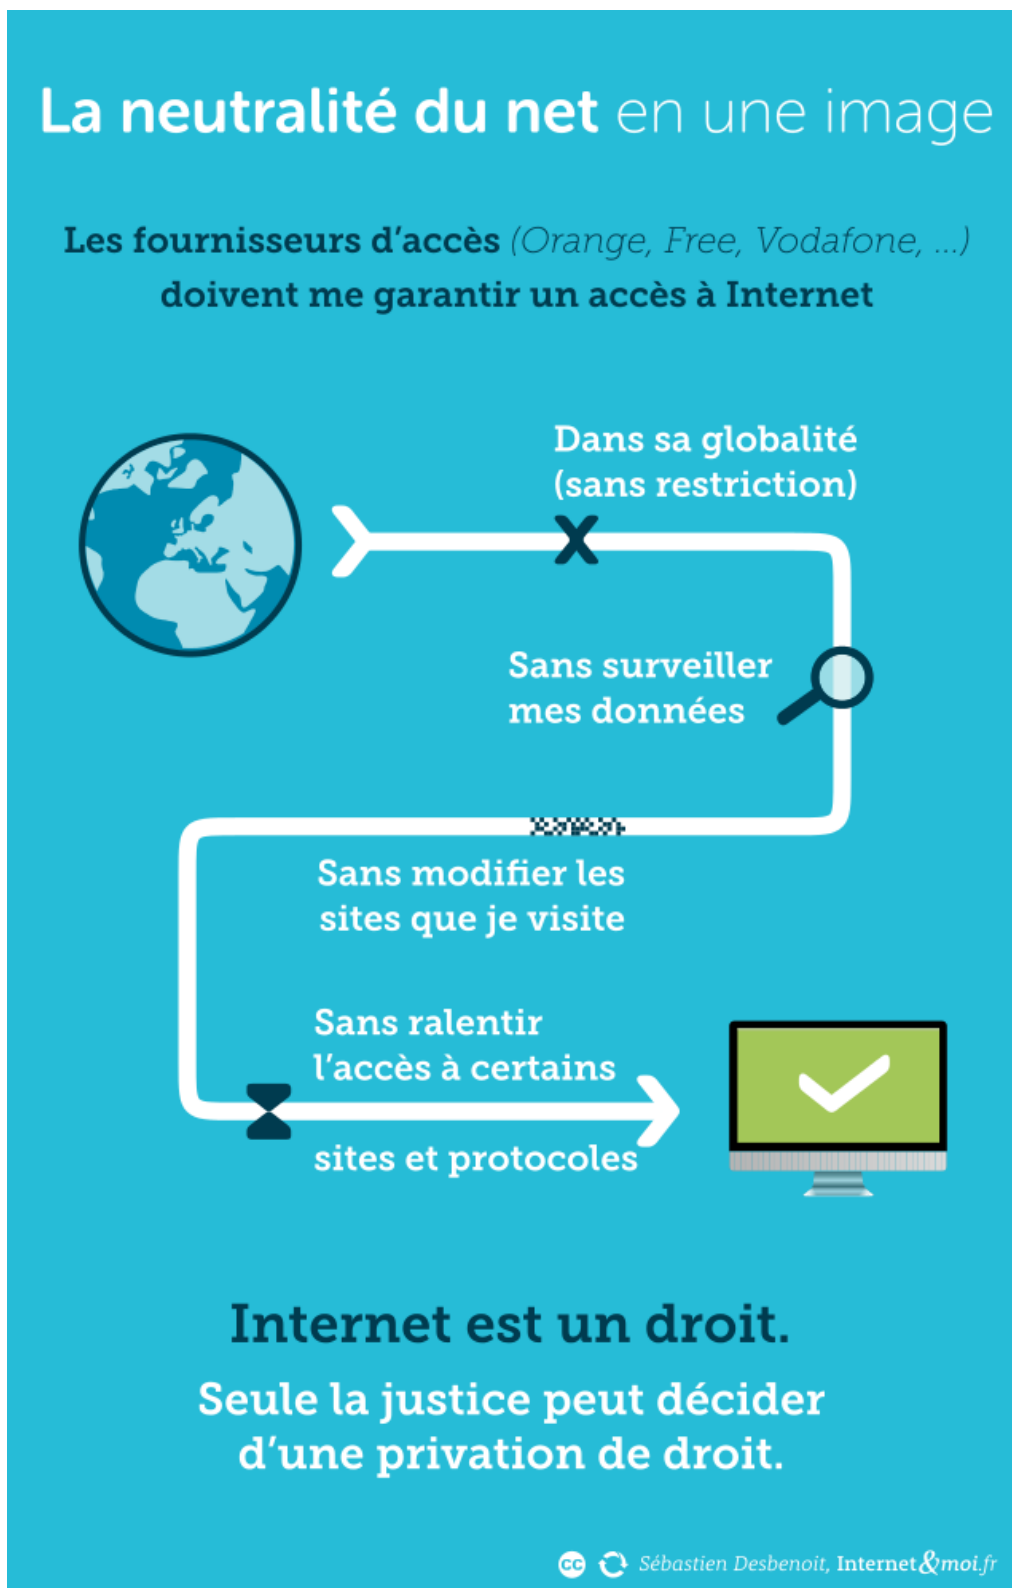 La neutralité du net en une image
Les fournisseurs d’accès (Orange, Free, Vodafone, ...)
doivent me garantir un accès à Internet
Dans sa globalité
(sans restriction)
Sans surveiller
mes données
Sans modifier les
sites que je visite
Sans ralentir
l’accès à certains
sites et protocoles
Internet est un droit.
Seule la justice peut décider
d’une privation de droit.
cc Sébastien Desbenoit, Internet&moi.fr